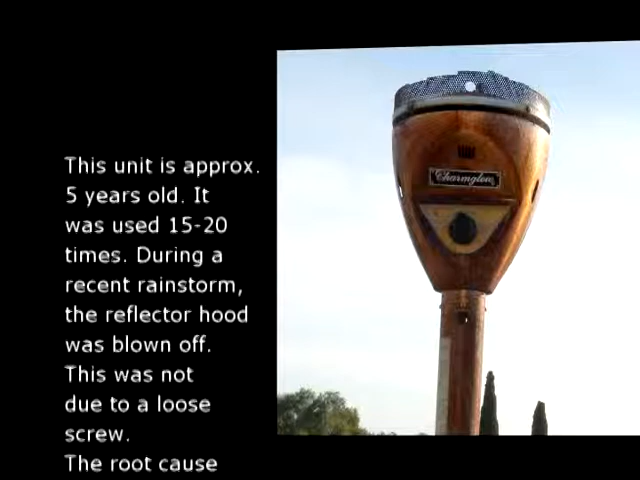 This unit is approx.
5 years old. It
was used 15-20
times. During a
recent rainstorm,
the reflector hood
was blown off.
This was not
due to a loose
screw.
The root cause
Charmglow